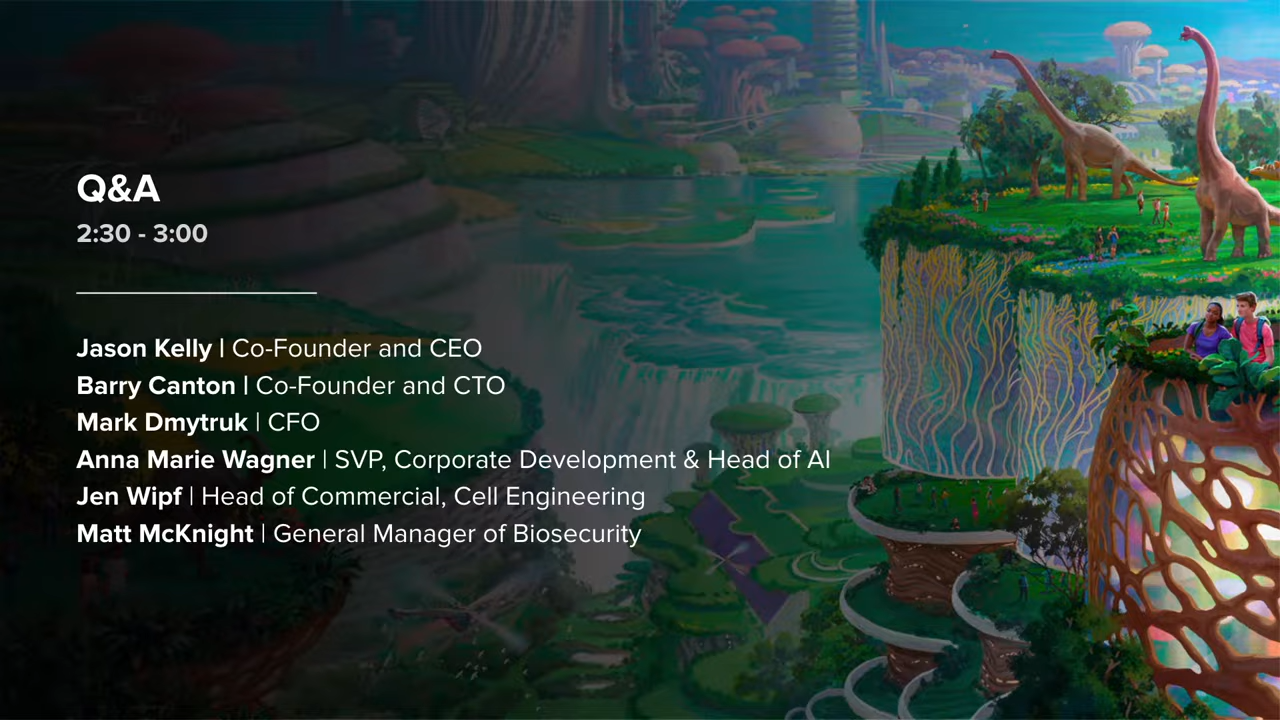 Q&A
2:30 - 3:00
Jason Kelly | Co-Founder and CEO
Barry Canton | Co-Founder and CTO
Mark Dmytruk | CFO
Anna Marie Wagner | SVP, Corporate Development & Head of AI
Jen Wipf | Head of Commercial, Cell Engineering
Matt McKnight | General Manager of Biosecurity